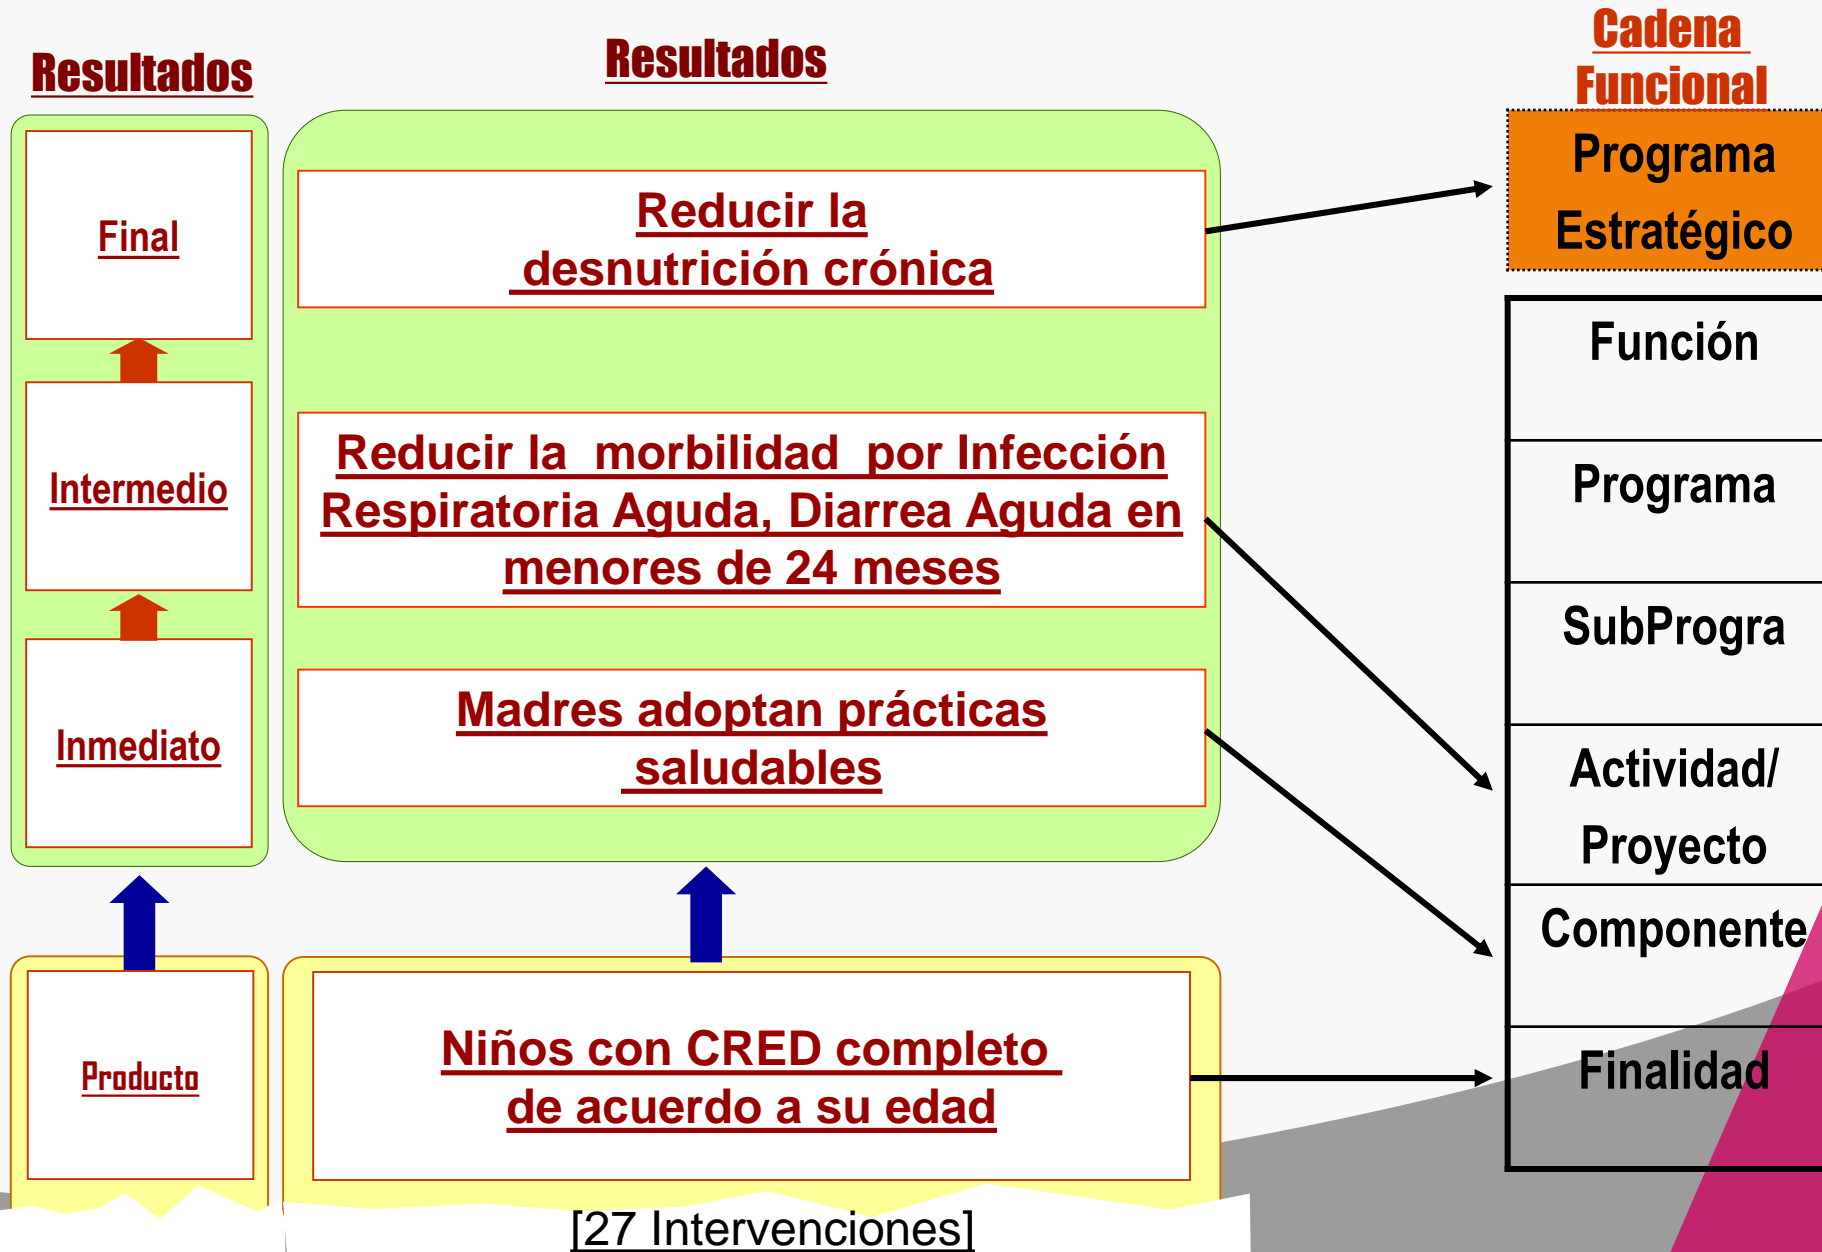 Resultados
Final
Intermedio
Inmediato
Producto
Resultados
Reducir la
desnutrición crónica
Reducir la morbilidad por Infección
Respiratoria Aguda, Diarrea Aguda en
menores de 24 meses
Madres adoptan prácticas
saludables
Niños con CRED completo
de acuerdo a su edad
[27 Intervenciones]
Cadena
Funcional
Programa
Estratégico
Función
Programa
SubProgra
Actividad/
Proyecto
Componente
Finalidad